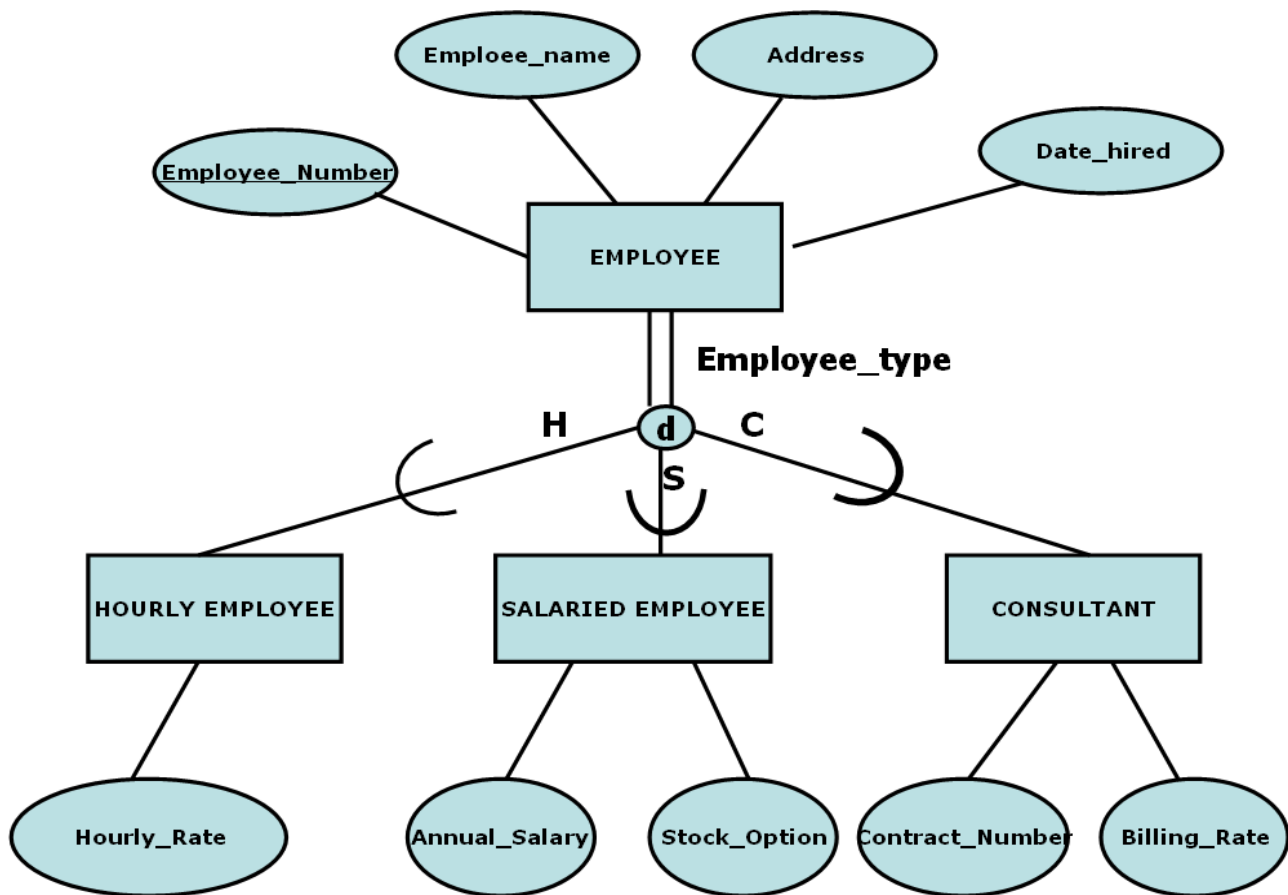 Emploee_name
Address
Employee_Number
Date_hired
EMPLOYEE
Employee_type
H
d
C
S
HOURLY EMPLOYEE
SALARIED EMPLOYEE
CONSULTANT
Hourly_Rate
Annual_Salary
Stock_Option
Contract_Number
Billing_Rate